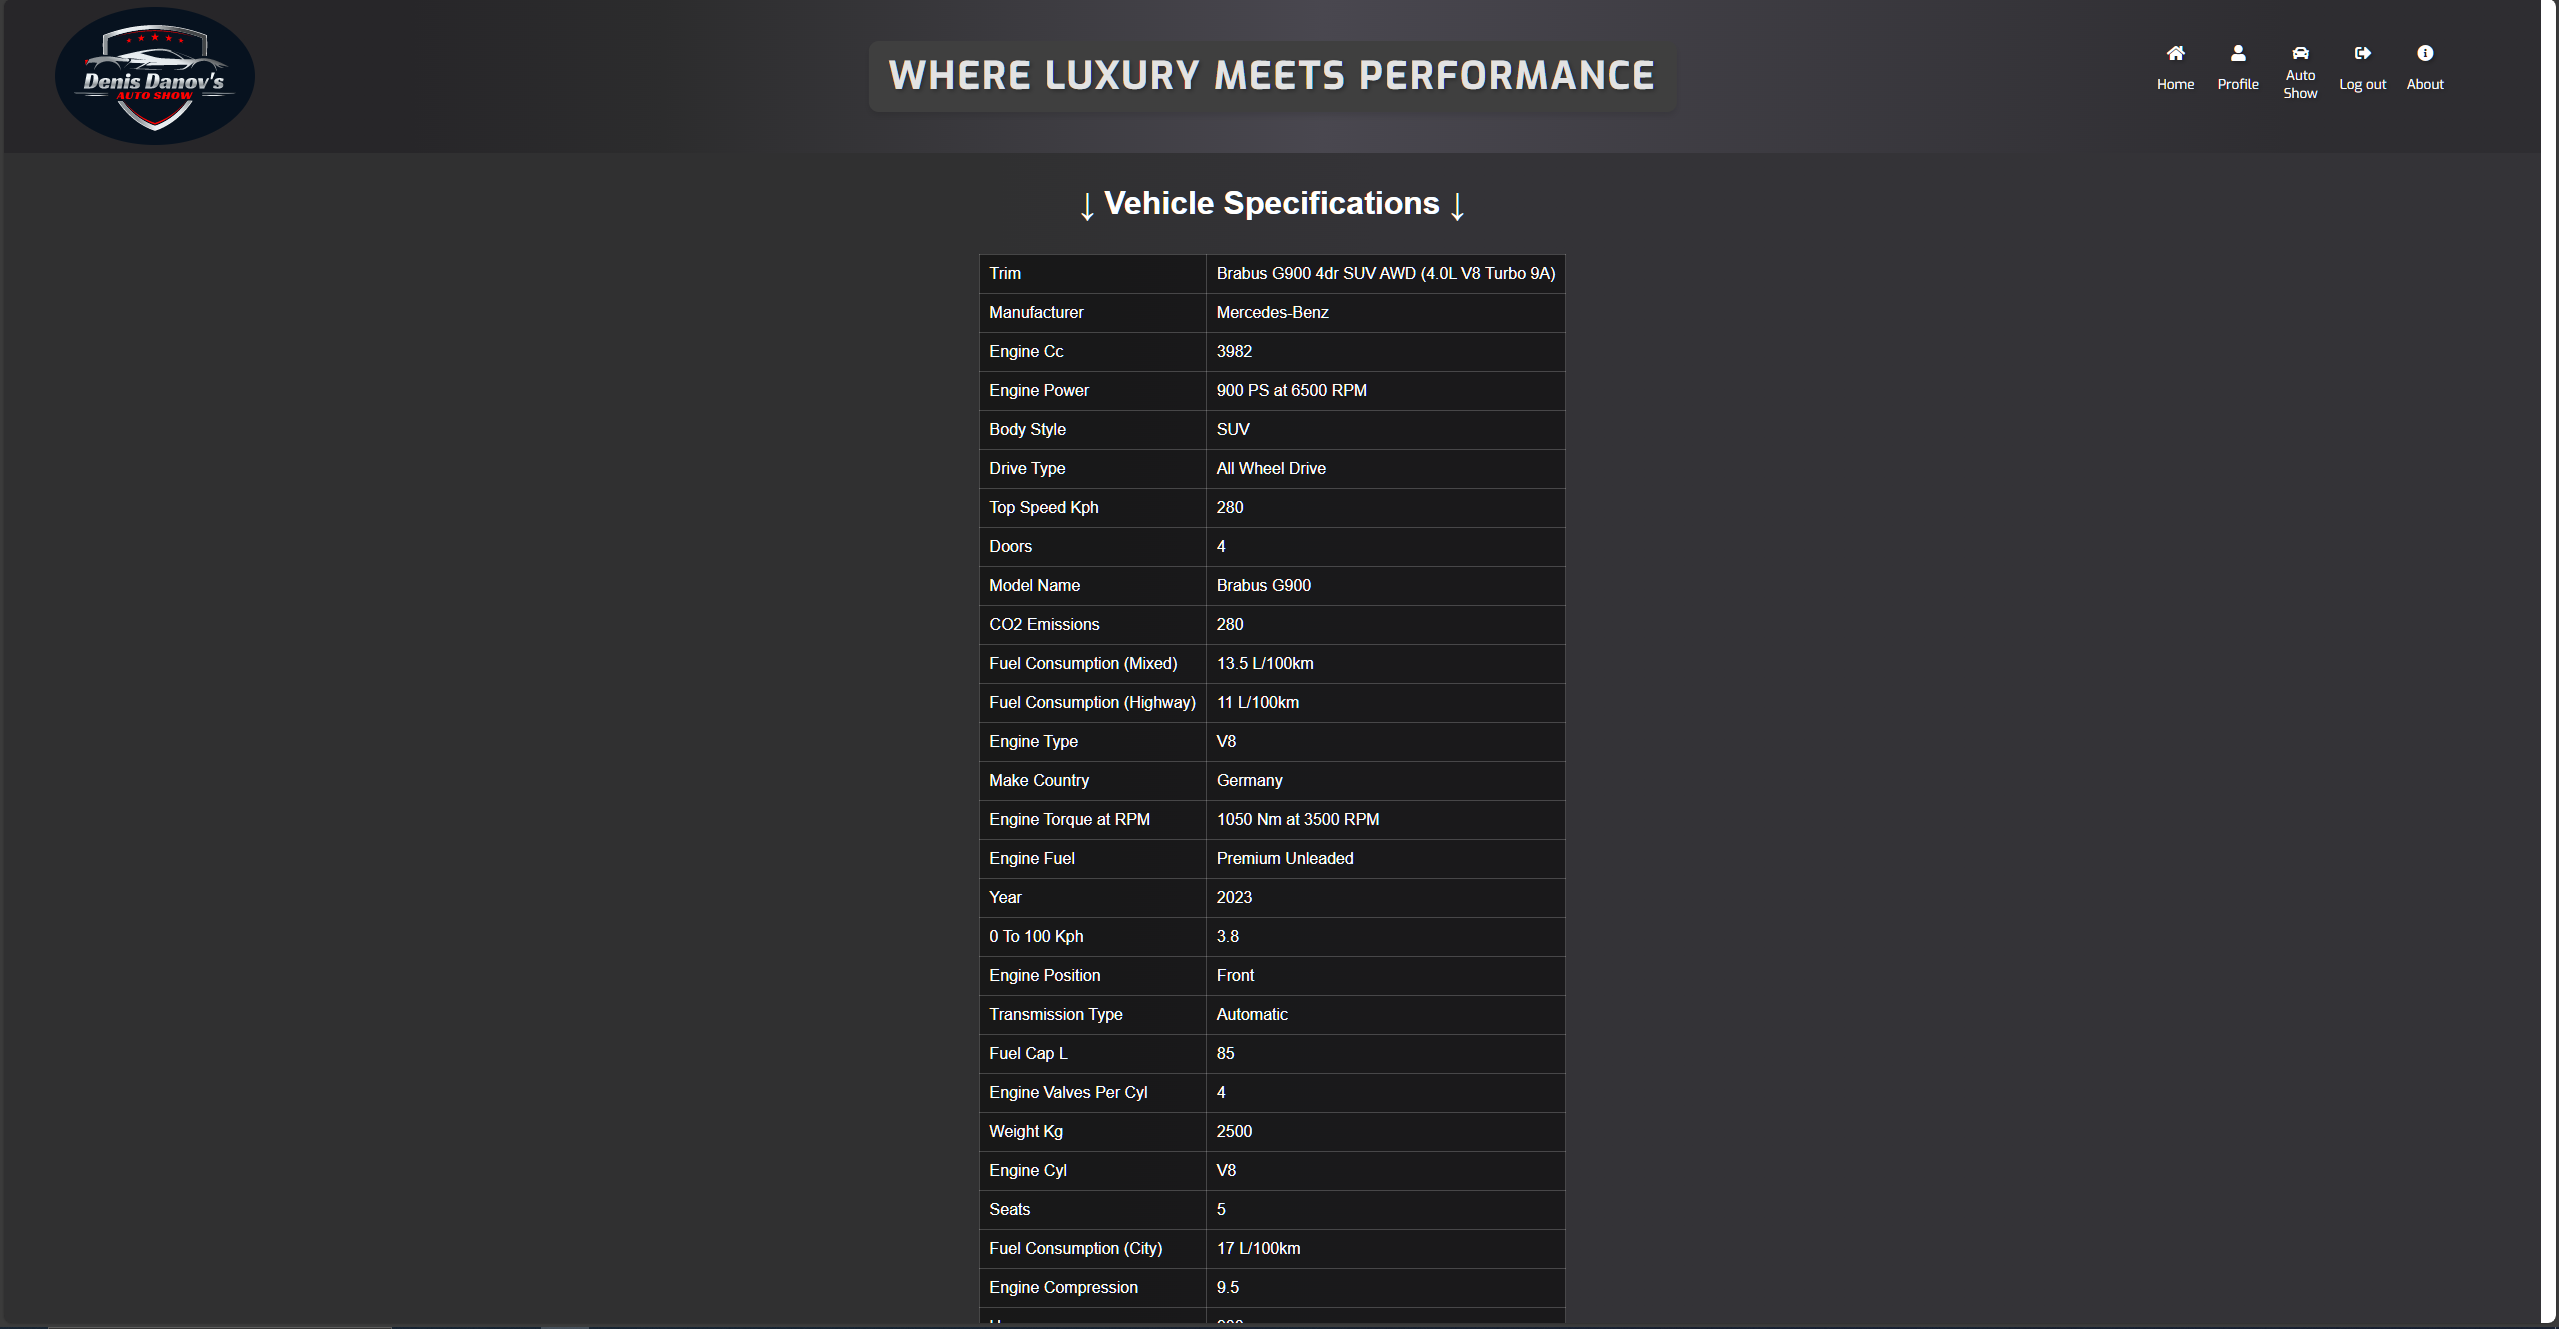 Denis Danov's
AUTO SHOW
WHERE LUXURY MEETS PERFORMANCE
Home
Profile
Auto
Show
Log out
About
↓ Vehicle Specifications ↓
Trim Brabus G900 4dr SUV AWD (4.0L V8 Turbo 9A)
Manufacturer Mercedes-Benz
Engine Cc 3982
Engine Power 900 PS at 6500 RPM
Body Style SUV
Drive Type All Wheel Drive
Top Speed Kph 280
Doors 4
Model Name Brabus G900
CO2 Emissions 280
Fuel Consumption (Mixed) 13.5 L/100km
Fuel Consumption (Highway) 11 L/100km
Engine Type V8
Make Country Germany
Engine Torque at RPM 1050 Nm at 3500 RPM
Engine Fuel Premium Unleaded
Year 2023
0 To 100 Kph 3.8
Engine Position Front
Transmission Type Automatic
Fuel Cap L 85
Engine Valves Per Cyl 4
Weight Kg 2500
Engine Cyl V8
Seats 5
Fuel Consumption (City) 17 L/100km
Engine Compression 9.5